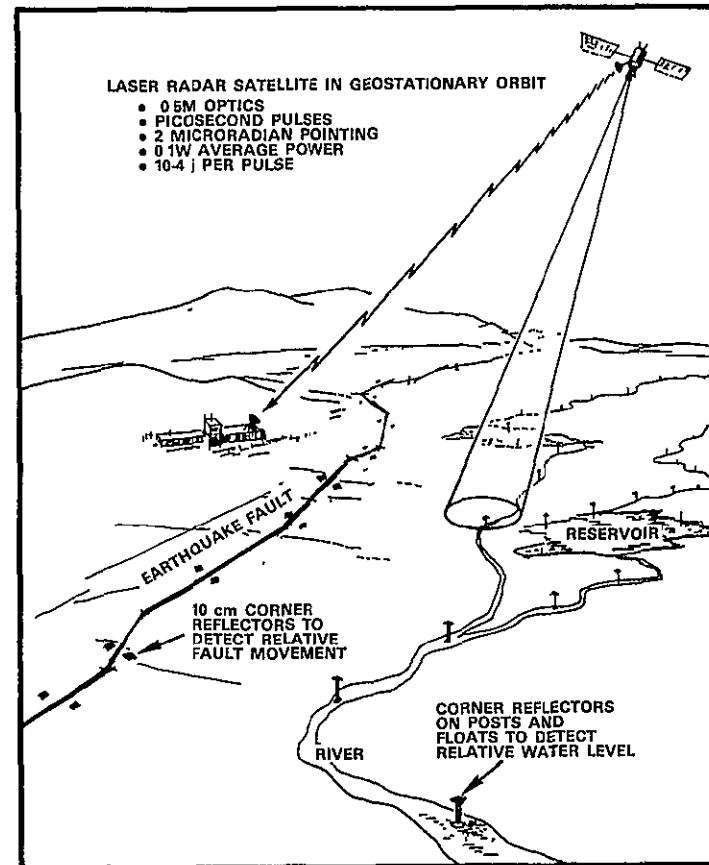 LASER RADAR SATELLITE IN GEOSTATIONARY ORBIT
• 0 5M OPTICS
• PICOSECOND PULSES
• 2 MICRORADIAN POINTING
• 0 1W AVERAGE POWER
• 10-4 j PER PULSE
EARTHQUAKE FAULT
RESERVOIR
10 cm CORNER
REFLECTORS TO
DETECT RELATIVE
FAULT MOVEMENT
CORNER REFLECTORS
ON POSTS AND
FLOATS TO DETECT
RELATIVE WATER LEVEL
RIVER